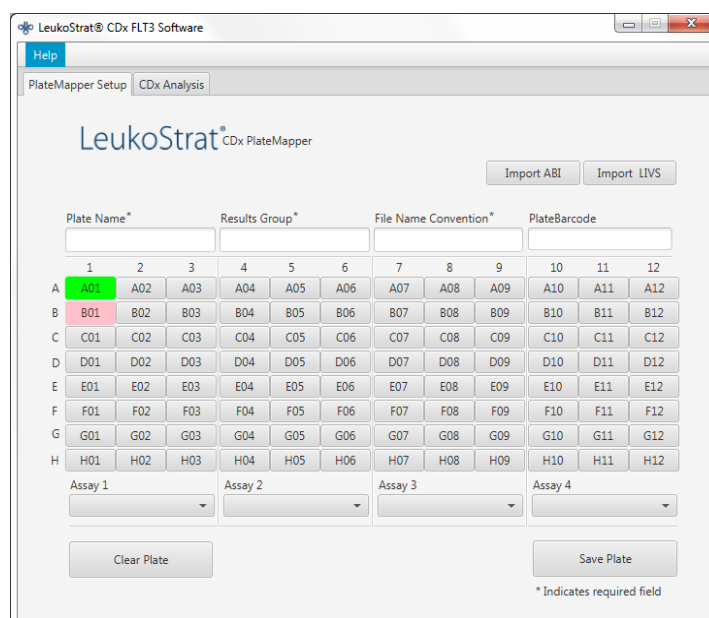 LeukoStrat® CDx FLT3 Software
Help
PlateMapper Setup CDx Analysis
LeukoStrat® CDx PlateMapper
Import ABI Import LIVS
Plate Name* Results Group* File Name Convention* PlateBarcode
1 2 3 4 5 6 7 8 9 10 11 12
A A01 A02 A03 A04 A05 A06 A07 A08 A09 A10 A11 A12
B B01 B02 B03 B04 B05 B06 B07 B08 B09 B10 B11 B12
C C01 C02 C03 C04 C05 C06 C07 C08 C09 C10 C11 C12
D D01 D02 D03 D04 D05 D06 D07 D08 D09 D10 D11 D12
E E01 E02 E03 E04 E05 E06 E07 E08 E09 E10 E11 E12
F F01 F02 F03 F04 F05 F06 F07 F08 F09 F10 F11 F12
G G01 G02 G03 G04 G05 G06 G07 G08 G09 G10 G11 G12
H H01 H02 H03 H04 H05 H06 H07 H08 H09 H10 H11 H12
Assay 1 Assay 2 Assay 3 Assay 4
Clear Plate Save Plate
* Indicates required field